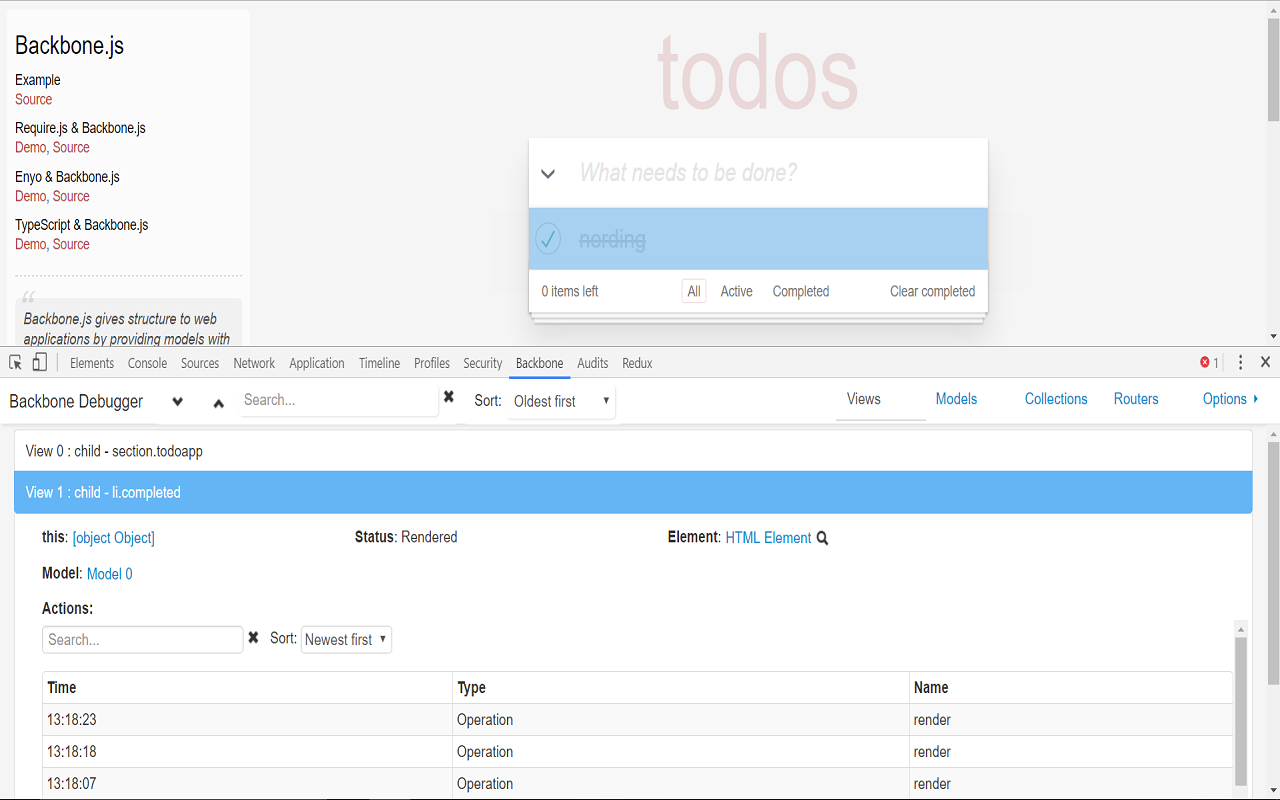 Backbone.js
Example
Source
Require.js & Backbone.js
Demo, Source
Enyo & Backbone.js
Demo, Source
TypeScript & Backbone.js
Demo, Source
“
Backbone.js gives structure to web
applications by providing models with
todos
What needs to be done?
nerding
0 items left All Active Completed Clear completed
Elements Console Sources Network Application Timeline Profiles Security Backbone Audits Redux 1
Backbone Debugger Search... Sort: Oldest first Views Models Collections Routers Options
View 0 : child - section.todoapp
View 1 : child - li.completed
this: [object Object] Status: Rendered Element: HTML Element
Model: Model 0
Actions:
Search... Sort: Newest first
Time Type Name
13:18:23 Operation render
13:18:18 Operation render
13:18:07 Operation render